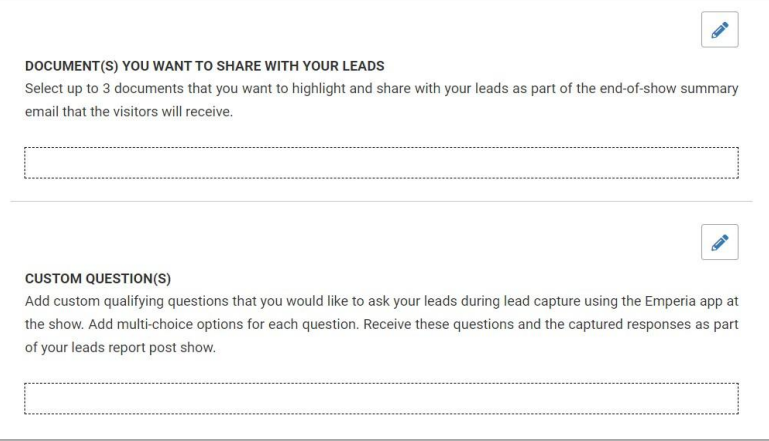 DOCUMENT(S) YOU WANT TO SHARE WITH YOUR LEADS
Select up to 3 documents that you want to highlight and share with your leads as part of the end-of-show summary
email that the visitors will receive.
CUSTOM QUESTION(S)
Add custom qualifying questions that you would like to ask your leads during lead capture using the Emperia app at
the show. Add multi-choice options for each question. Receive these questions and the captured responses as part
of your leads report post show.